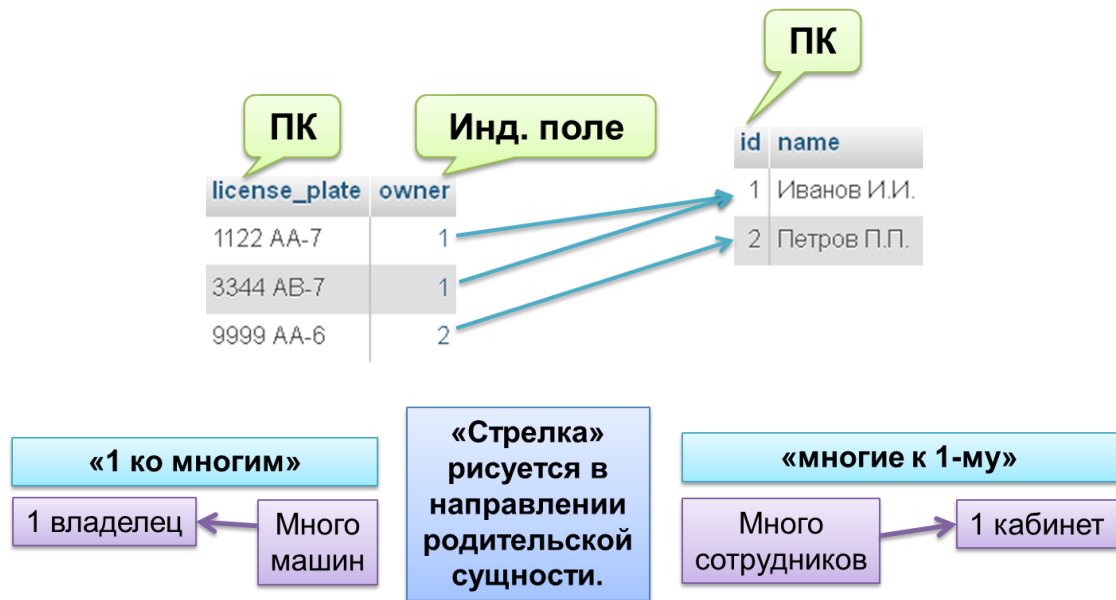 ПК
ПК
Инд. поле
id name
1 Иванов И.И.
2 Петров П.П.
license_plate owner
1122 AA-7 1
3344 AB-7 1
9999 AA-6 2
«1 ко многим»
1 владелец
Много
машин
«Стрелка»
рисуется в
направлении
родительской
сущности.
«многие к 1-му»
Много
сотрудников
1 кабинет